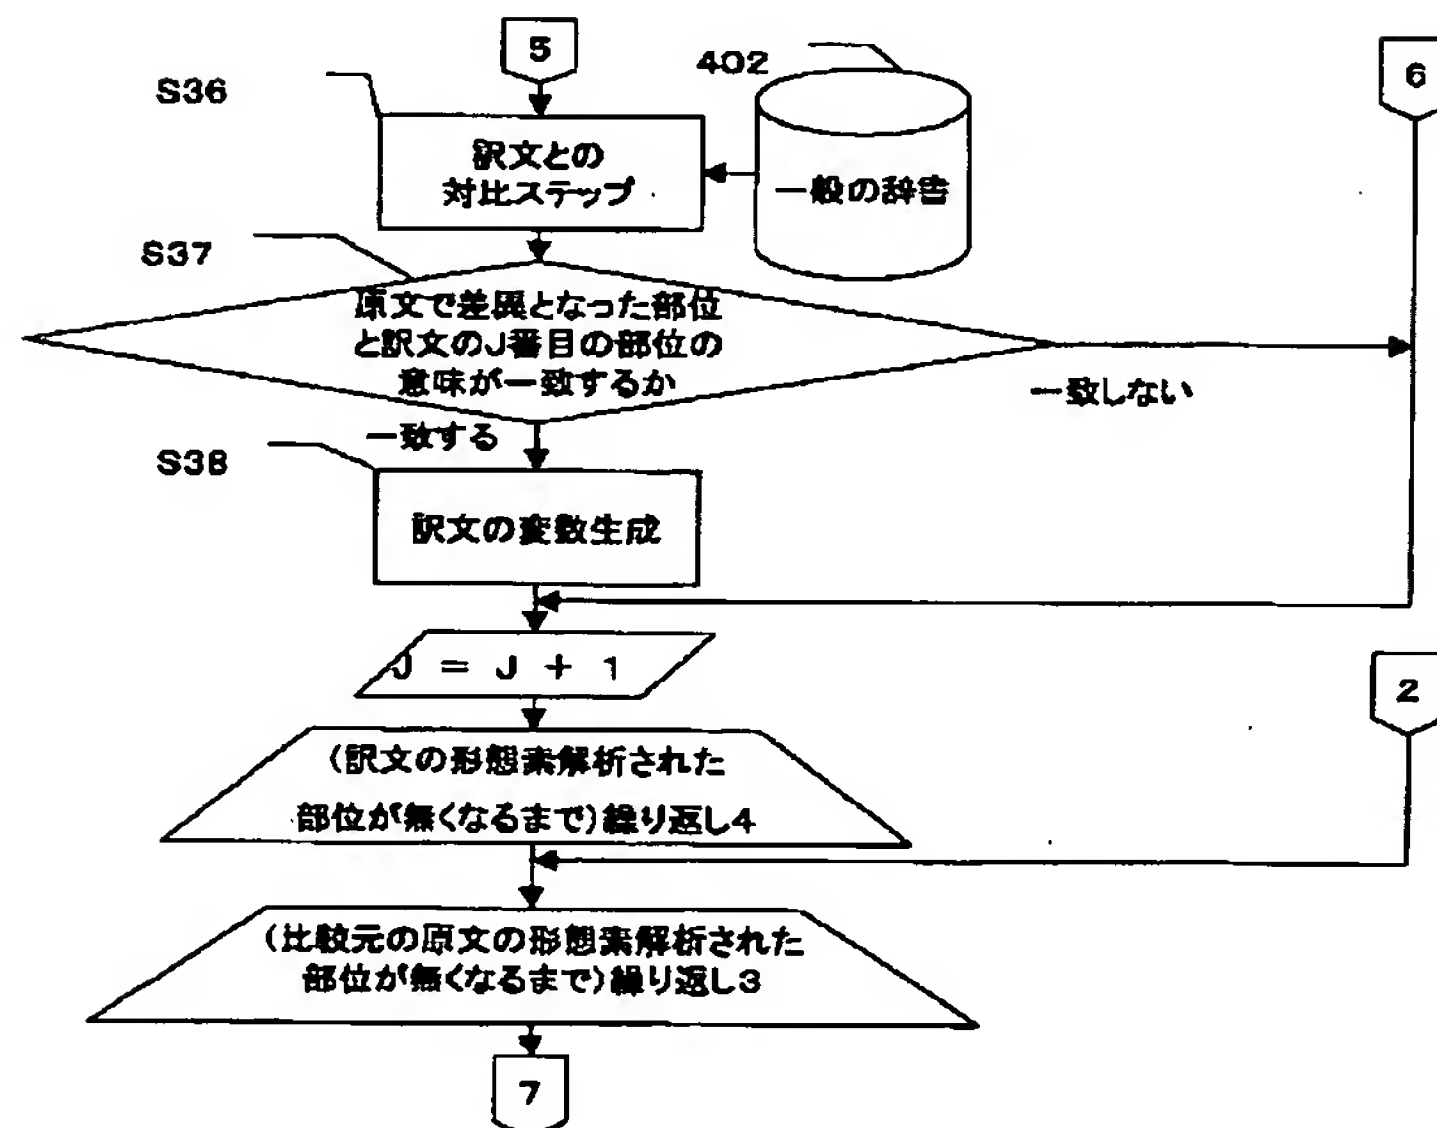 5
402
6
S36
訳文との
対比ステップ
一般の辞書
S37
原文で差異となった部位
と訳文のJ番目の部位の
意味が一致するか
一致しない
一致する
S38
訳文の変数生成
J = J + 1
2
(訳文の形態素解析された
部位が無くなるまで)繰り返し4
(比較元の原文の形態素解析された
部位が無くなるまで)繰り返し3
7